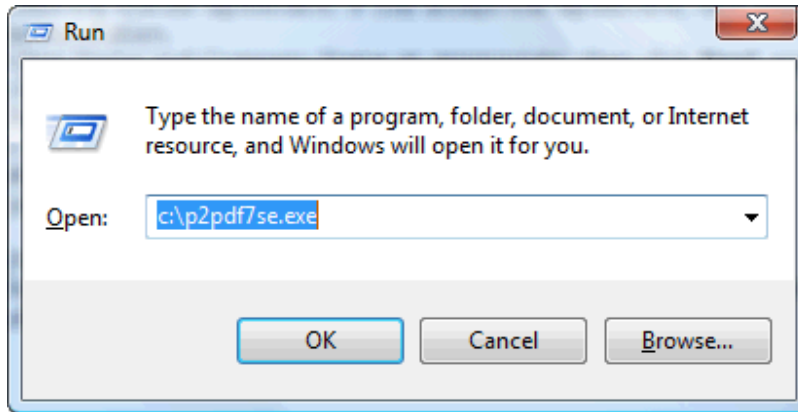 Run
Type the name of a program, folder, document, or Internet
resource, and Windows will open it for you.
Open: c:\p2pdf7se.exe
OK Cancel Browse...